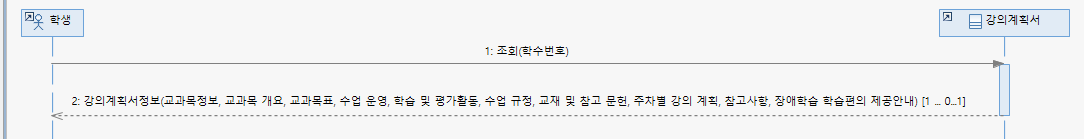 학생
강의계획서
1: 조회(학수번호)
2: 강의계획서정보(교과목정보, 교과목 개요, 교과목표, 수업 운영, 학습 및 평가활동, 수업 규정, 교재 및 참고 문헌, 주차별 강의 계획, 참고사항, 장애학습 학습편의 제공안내) [1 ... 0...1]